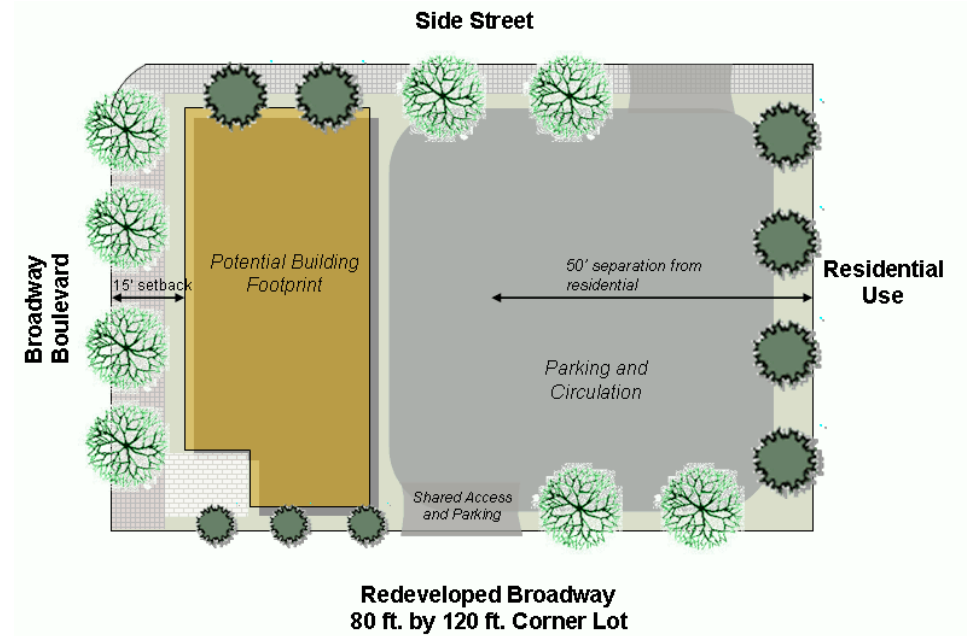 Side Street
Broadway
Boulevard
15' setback
Potential Building
Footprint
50' separation from
residential
Residential
Use
Parking and
Circulation
Shared Access
and Parking
Redeveloped Broadway
80 ft. by 120 ft. Corner Lot